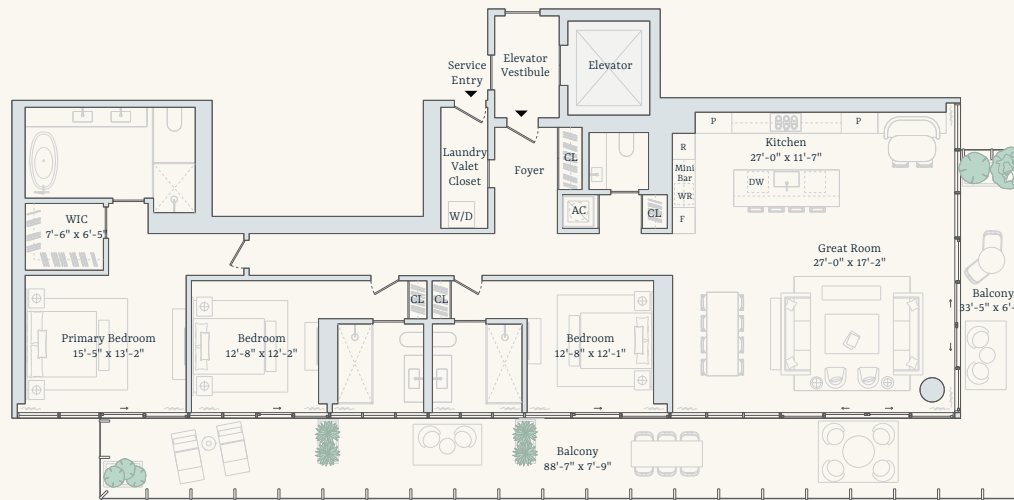 Service
Entry
Elevator
Vestibule
Elevator
Laundry
Valet
Closet
W/D
Foyer
CL
AC
CL
P
P
Kitchen
27'-0" x 11'-7"
R
Mini
Bar
WR
F
DW
WIC
7'-6" x 6'-5"
Great Room
27'-0" x 17'-2"
Balcony
33'-5" x 6'-
CL
CL
Primary Bedroom
15'-5" x 13'-2"
Bedroom
12'-8" x 12'-2"
Bedroom
12'-8" x 12'-1"
Balcony
88'-7" x 7'-9"